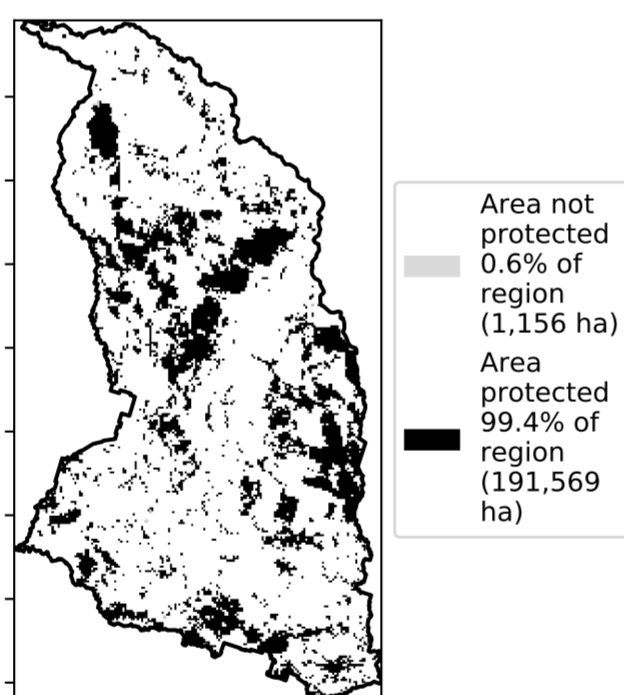 Area not
protected
0.6% of
region
(1,156 ha)
Area
protected
99.4% of
region
(191,569
ha)